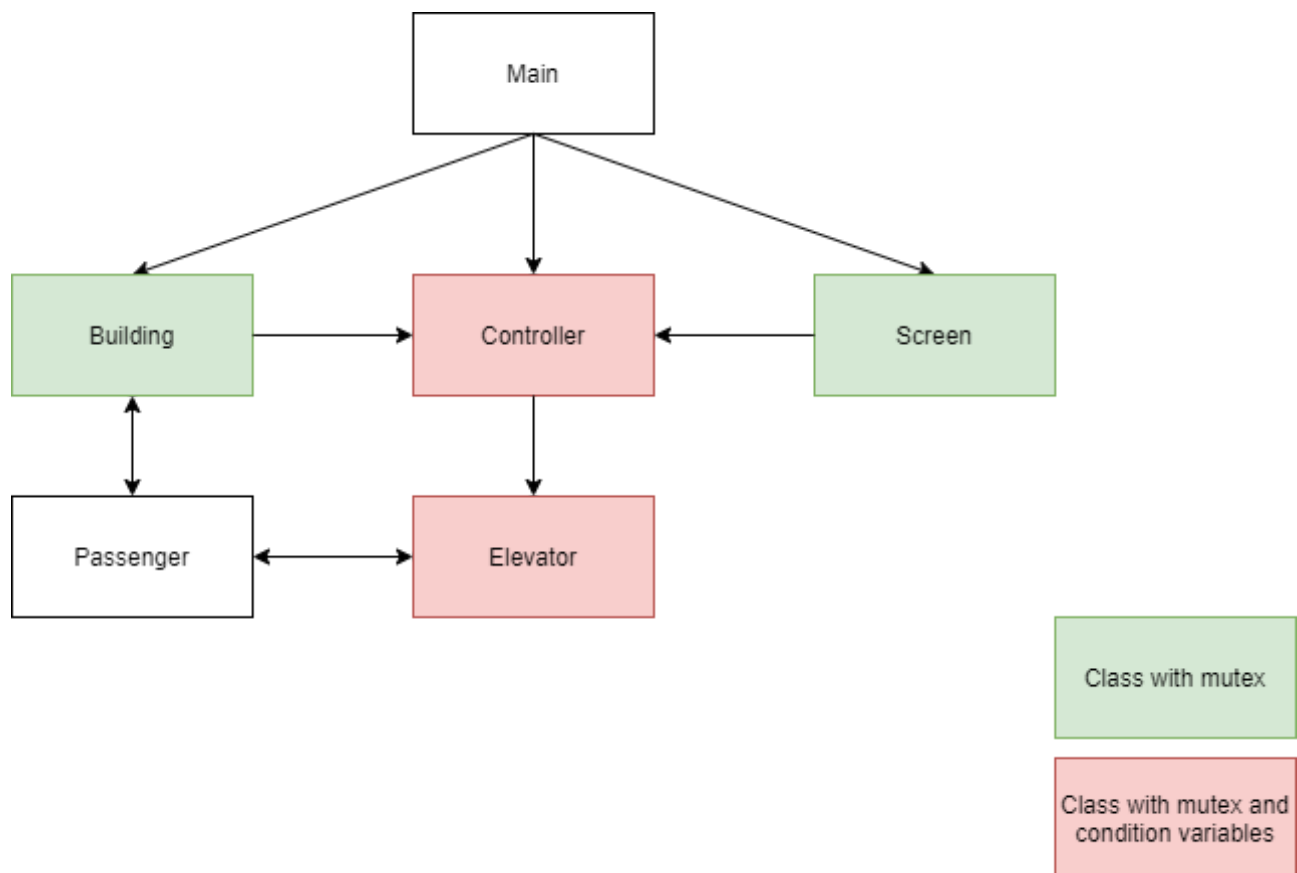 Main
Building
Controller
Screen
Passenger
Elevator
Class with mutex
Class with mutex and
condition variables